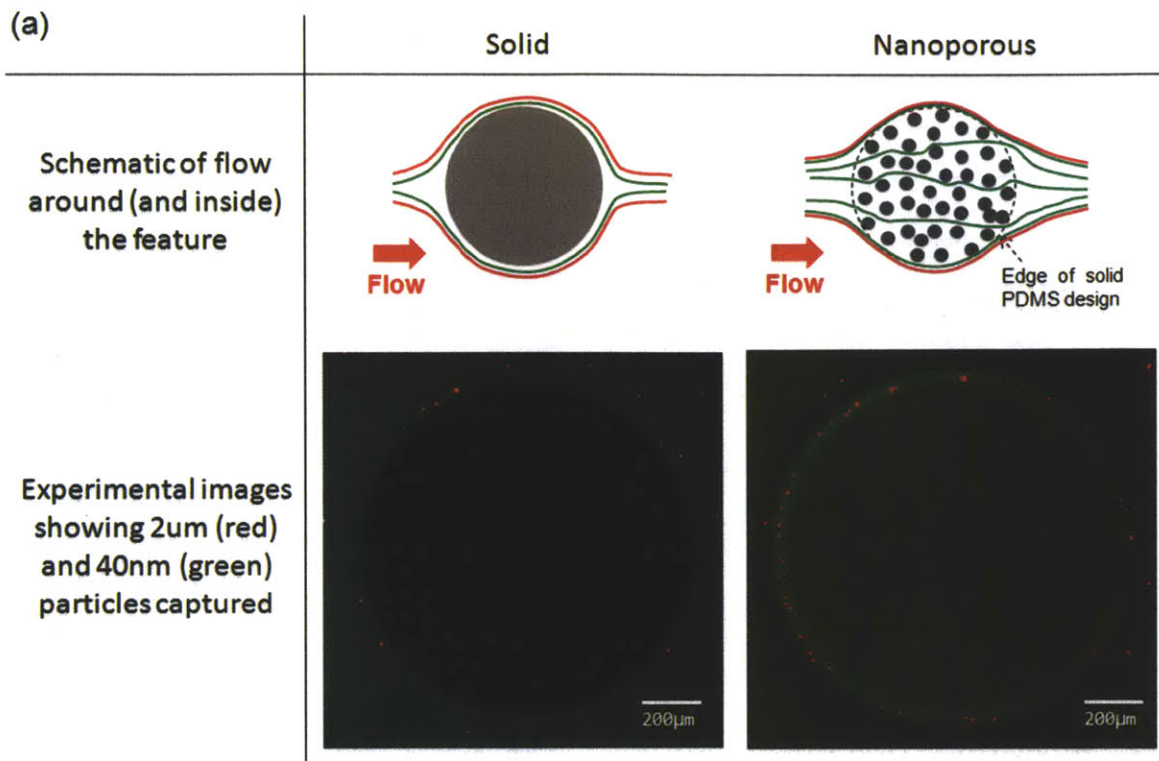 (a)
Solid
Nanoporous
Schematic of flow
around (and inside)
the feature
Flow
Flow
Edge of solid
PDMS design
Experimental images
showing 2um (red)
and 40nm (green)
particles captured
200μm
200μm